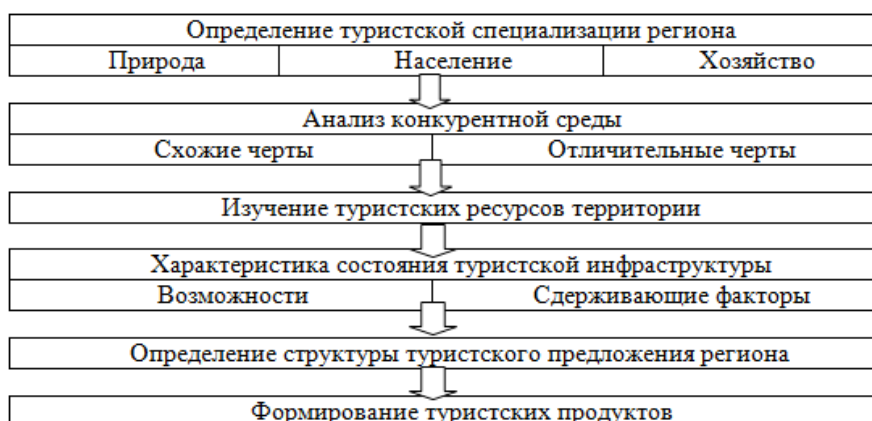 Определение туристской специализации региона
Природа Население Хозяйство
Анализ конкурентной среды
Схожие черты Отличительные черты
Изучение туристских ресурсов территории
Характеристика состояния туристской инфраструктуры
Возможности Сдерживающие факторы
Определение структуры туристского предложения региона
Формирование туристских продуктов